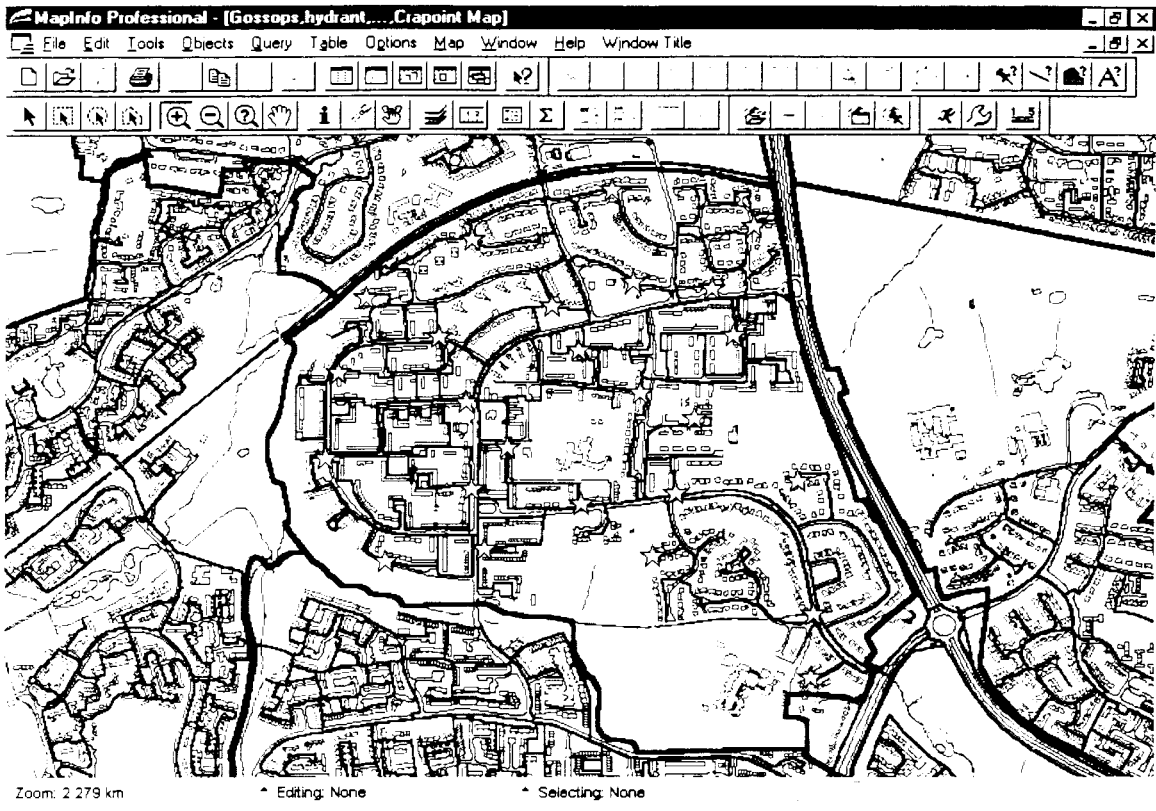 MapInfo Professional - [Gossops,hydrant,...,Crapoint Map]
File Edit Tools Objects Query Table Options Map Window Help Window Title
Zoom: 2 279 km Editing: None Selecting: None